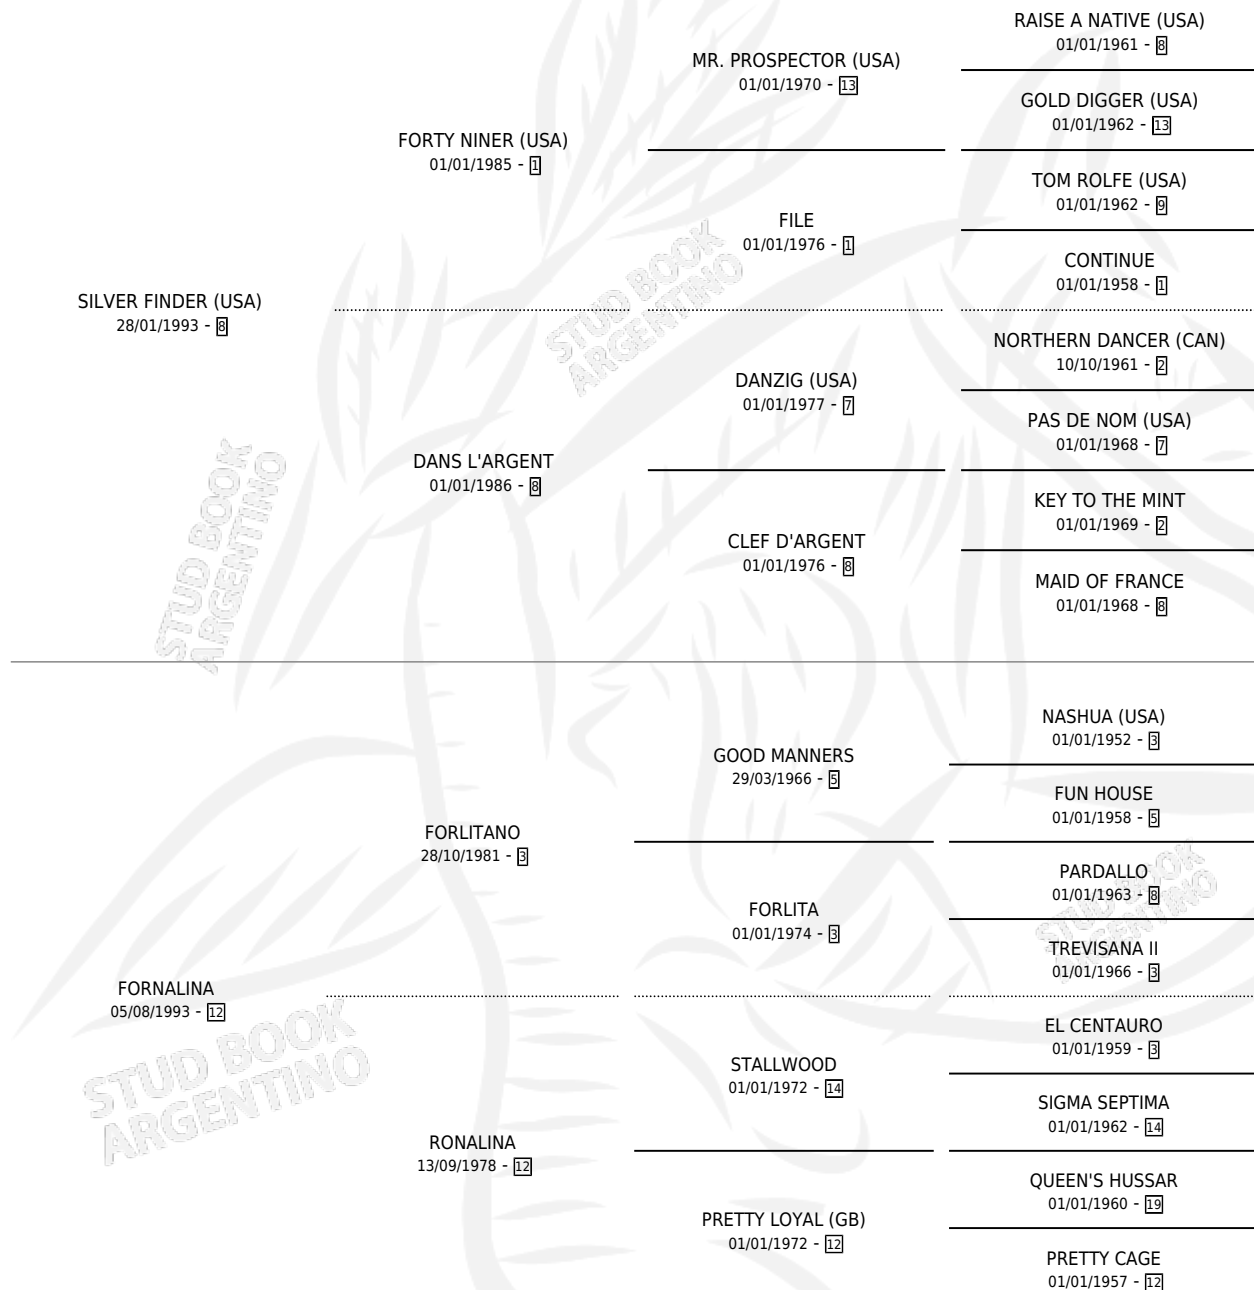 RAISE A NATIVE (USA)
01/01/1961 - 8
MR. PROSPECTOR (USA)
01/01/1970 - 13
GOLD DIGGER (USA)
01/01/1962 - 13
FORTY NINER (USA)
01/01/1985 - 1
TOM ROLFE (USA)
01/01/1962 - 9
FILE
01/01/1976 - 1
CONTINUE
01/01/1958 - 1
SILVER FINDER (USA)
28/01/1993 - 8
NORTHERN DANCER (CAN)
10/10/1961 - 2
DANZIG (USA)
01/01/1977 - 7
PAS DE NOM (USA)
01/01/1968 - 7
DANS L'ARGENT
01/01/1986 - 8
KEY TO THE MINT
01/01/1969 - 2
CLEF D'ARGENT
01/01/1976 - 8
MAID OF FRANCE
01/01/1968 - 8
NASHUA (USA)
01/01/1952 - 3
GOOD MANNERS
29/03/1966 - 5
FUN HOUSE
01/01/1958 - 5
FORLITANO
28/10/1981 - 3
PARDALLO
01/01/1963 - 8
FORLITA
01/01/1974 - 3
TREVISANA II
01/01/1966 - 3
FORNALINA
05/08/1993 - 12
EL CENTAURO
01/01/1959 - 3
STALLWOOD
01/01/1972 - 14
SIGMA SEPTIMA
01/01/1962 - 14
RONALINA
13/09/1978 - 12
QUEEN'S HUSSAR
01/01/1960 - 19
PRETTY LOYAL (GB)
01/01/1972 - 12
PRETTY CAGE
01/01/1957 - 12
STUD BOOK
ARGENTINO
STUD BOOK
ARGENTINO
STUD BOOK
ARGENTINO
STUD BOOK
ARGENTINO